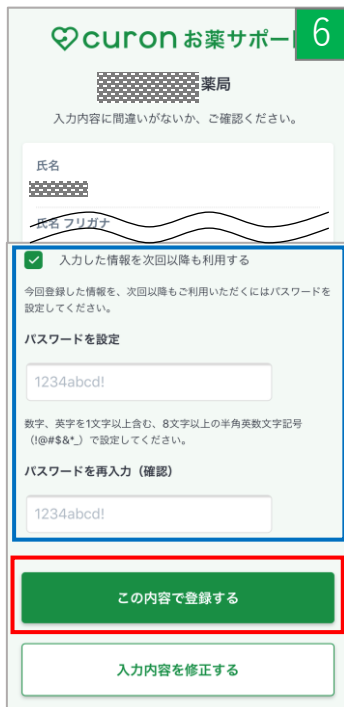 curon お薬サポート
6
薬局
入力内容に間違いがないか、ご確認ください。
氏名
氏名 フリガナ
入力した情報を次回以降も利用する
今回登録した情報を、次回以降もご利用いただくにはパスワードを
設定してください。
パスワードを設定
1234abcd!
数字、英字を1文字以上含む、8文字以上の半角英数文字記号
(!@#$&*_) で設定してください。
パスワードを再入力（確認）
1234abcd!
この内容で登録する
入力内容を修正する